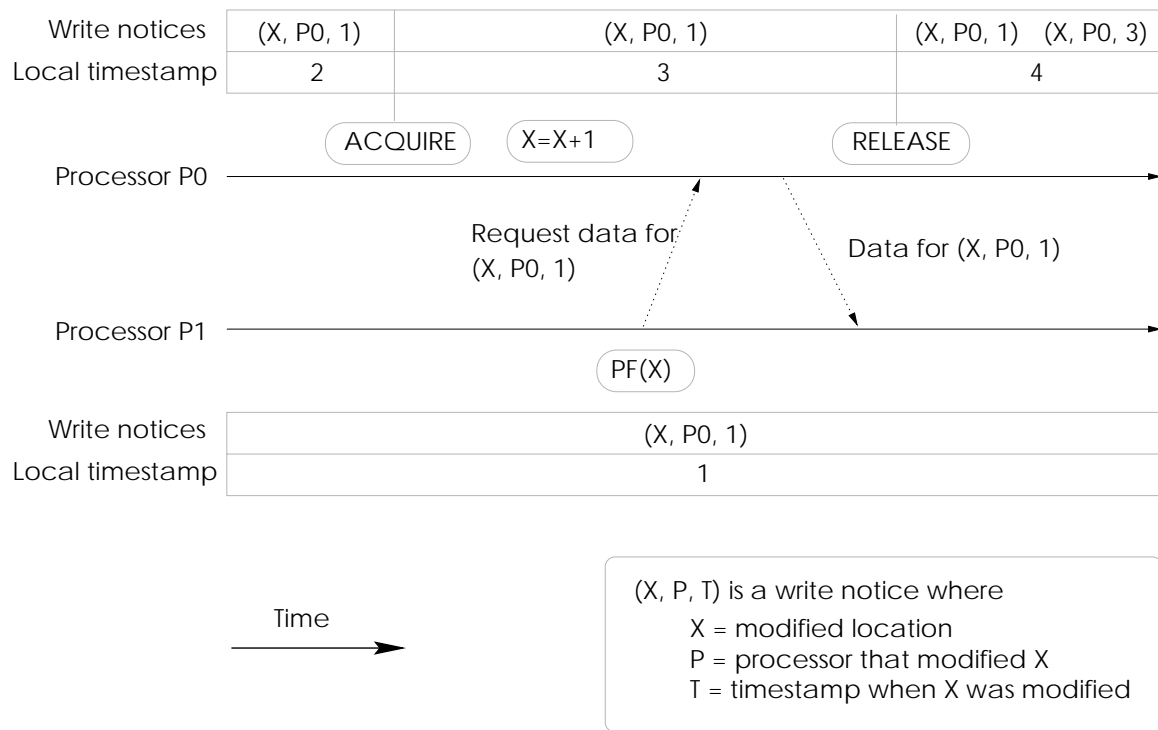 Write notices (X, P0, 1) (X, P0, 1) (X, P0, 1) (X, P0, 3)
Local timestamp 2 3 4
ACQUIRE X=X+1 RELEASE
Processor P0
Request data for
(X, P0, 1)
Data for (X, P0, 1)
Processor P1
PF(X)
Write notices (X, P0, 1)
Local timestamp 1
Time
(X, P, T) is a write notice where
X = modified location
P = processor that modified X
T = timestamp when X was modified